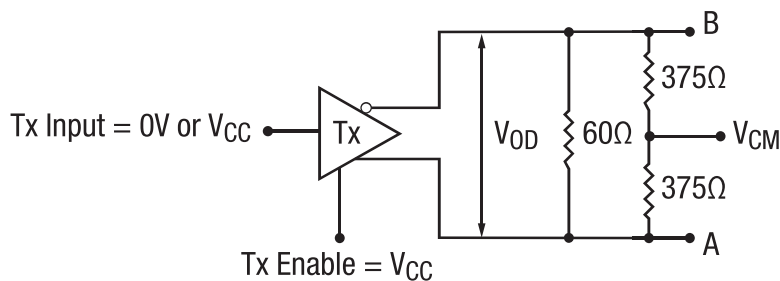 B
375Ω
Tx Input = 0V or VCC
Tx
VOD
60Ω
VCM
375Ω
A
Tx Enable = VCC